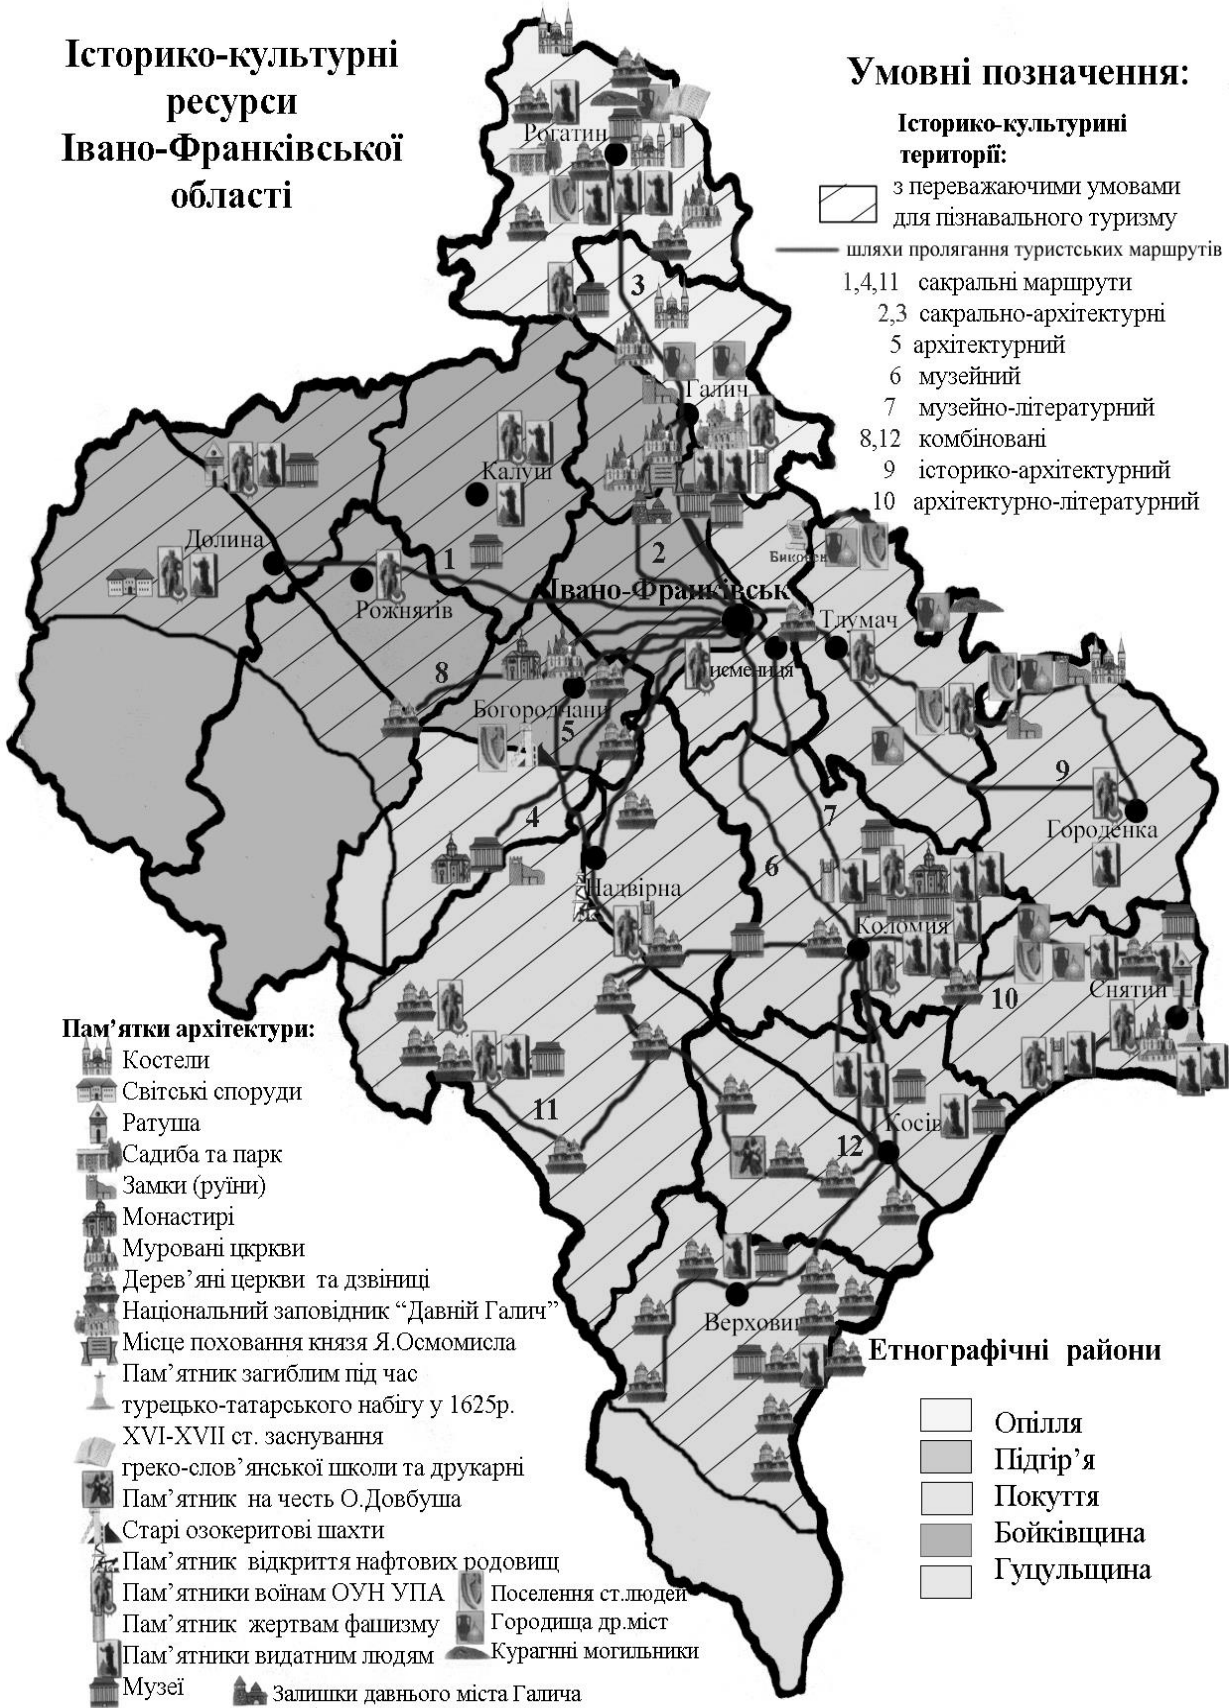 Історико-культурні
ресурси
Івано-Франківської
області
Умовні позначення:
Історико-культурині
території:
з переважаючими умовами
для пізнавального туризму
шляхи пролягання туристських маршрутів
1,4,11 сакральні маршрути
2,3 сакрально-архітектурні
5 архітектурний
6 музейний
7 музейно-літературний
8,12 комбіновані
9 історико-архітектурний
10 архітектурно-літературний
Рогатин
3
Галич
Калуш
Долина
1
2
Рожнятів
Івано-Франківськ
Тлумач
исмениця
8
Богородчани
5
4
9
Городенка
7
6
Надвірна
Коломия
10
Снятин
11
Косів
12
Верхови
Пам’ятки архітектури:
Костели
Світські споруди
Ратуша
Садиба та парк
Замки (руїни)
Монастирі
Муровані цкркви
Дерев’яні церкви та дзвіниці
Національний заповідник “Давній Галич”
Місце поховання князя Я.Осмомисла
Пам’ятник загиблим під час
турецько-татарського набігу у 1625р.
XVI-XVII ст. заснування
греко-слов’янської школи та друкарні
Пам’ятник на честь О.Довбуша
Старі озокеритові шахти
Пам’ятник відкриття нафтових родовищ
Пам’ятники воїнам ОУН УПА
Пам’ятник жертвам фашизму
Пам’ятники видатним людям
Музеї
Поселення ст.людей
Городища др.міст
Курагнні могильники
Залишки давнього міста Галича
Етнографічні райони
Опілля
Підгір’я
Покуття
Бойківщина
Гуцульщина